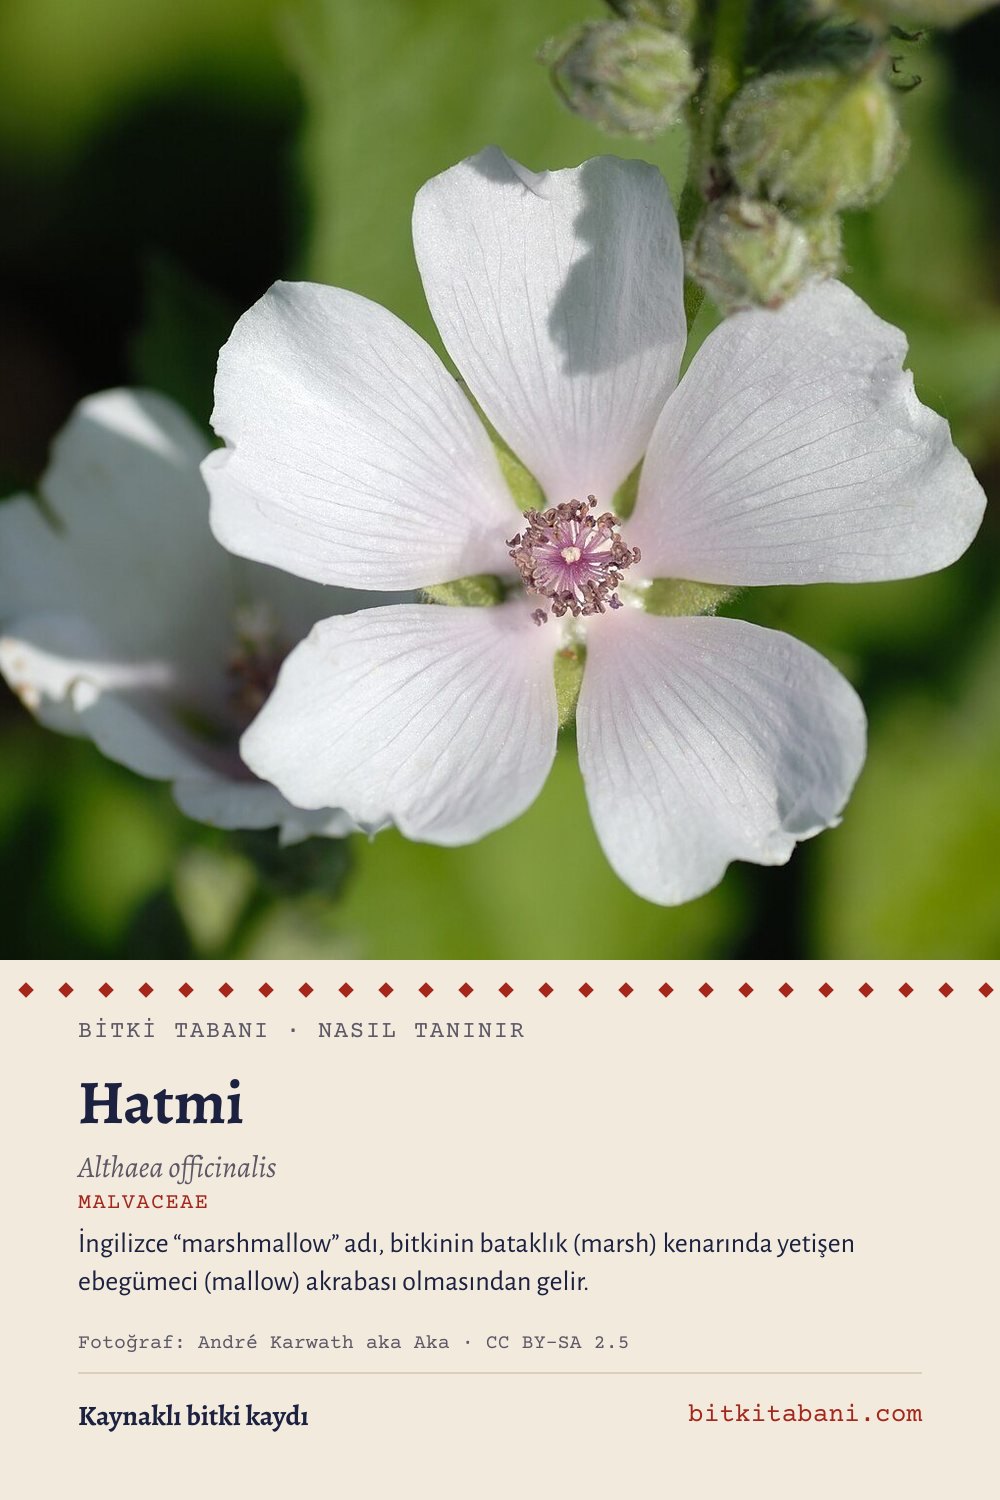 BİTKİ TABANI · NASIL TANINIR
Hatmi
Althaea officinalis
MALVACEAE
İngilizce “marshmallow” adı, bitkinin bataklık (marsh) kenarında yetişen
ebegümeci (mallow) akrabası olmasından gelir.
Fotoğraf: André Karwath aka Aka · CC BY-SA 2.5
Kaynaklı bitki kaydı
bitkitabani.com